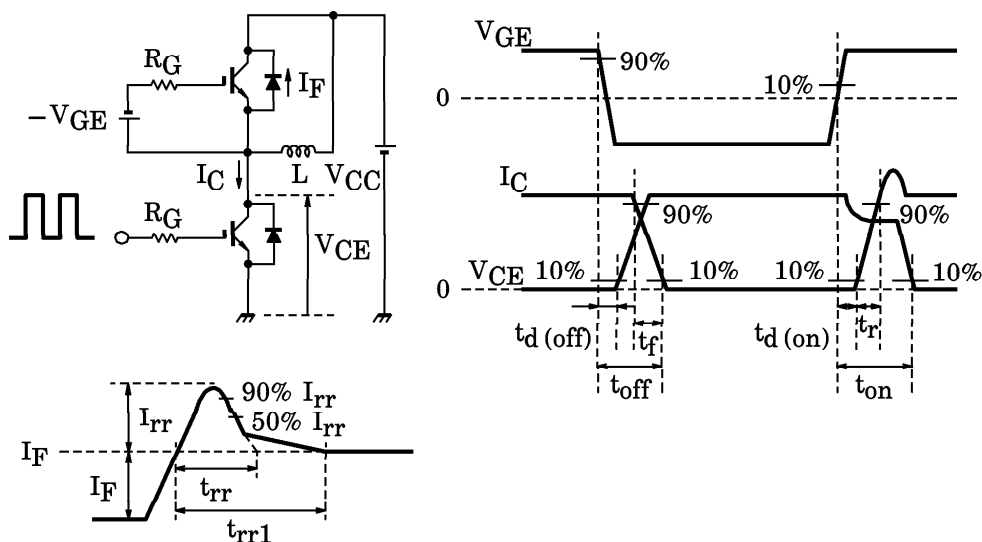 R_G
I_F
−V_GE
I_C
L
V_CC
R_G
V_CE
V_GE
90%
10%
0
I_C
90%
90%
V_CE
10%
10%
10%
10%
0
t_d (off)
t_f
t_d (on)
t_r
t_off
t_on
90% I_rr
I_rr
50% I_rr
I_F
I_F
t_rr
t_rr1